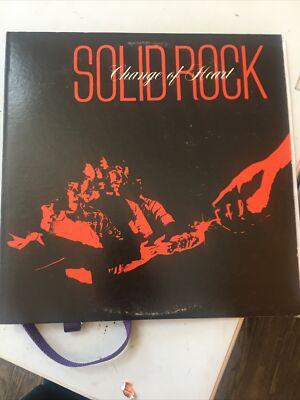 SOLID ROCK
Change of Heart